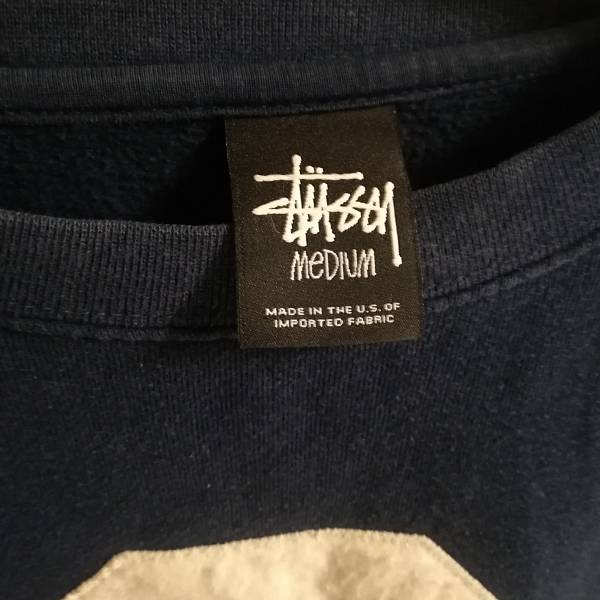 Stüssy
MEDIUM
MADE IN THE U.S. OF
IMPORTED FABRIC